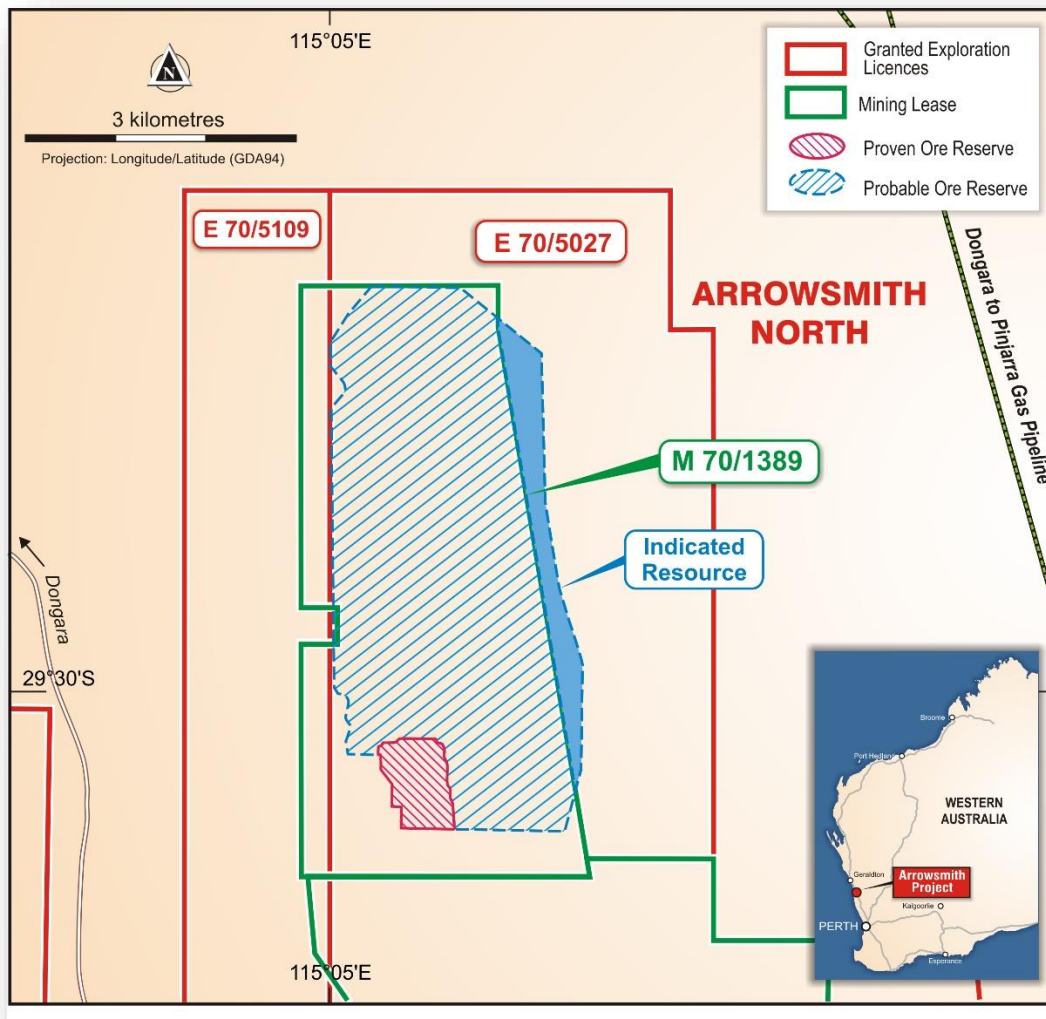 115°05'E
N
3 kilometres
Projection: Longitude/Latitude (GDA94)
Granted Exploration
Licences
Mining Lease
Proven Ore Reserve
Probable Ore Reserve
E 70/5109
E 70/5027
ARROWSMITH
NORTH
Dongara to Pinjarra Gas Pipeline
M 70/1389
Indicated
Resource
Dongara
29°30'S
Broome
Port Hedland
WESTERN
AUSTRALIA
Geraldton
Arrowsmith
Project
Kalgoorlie
PERTH
Esperance
115°05'E